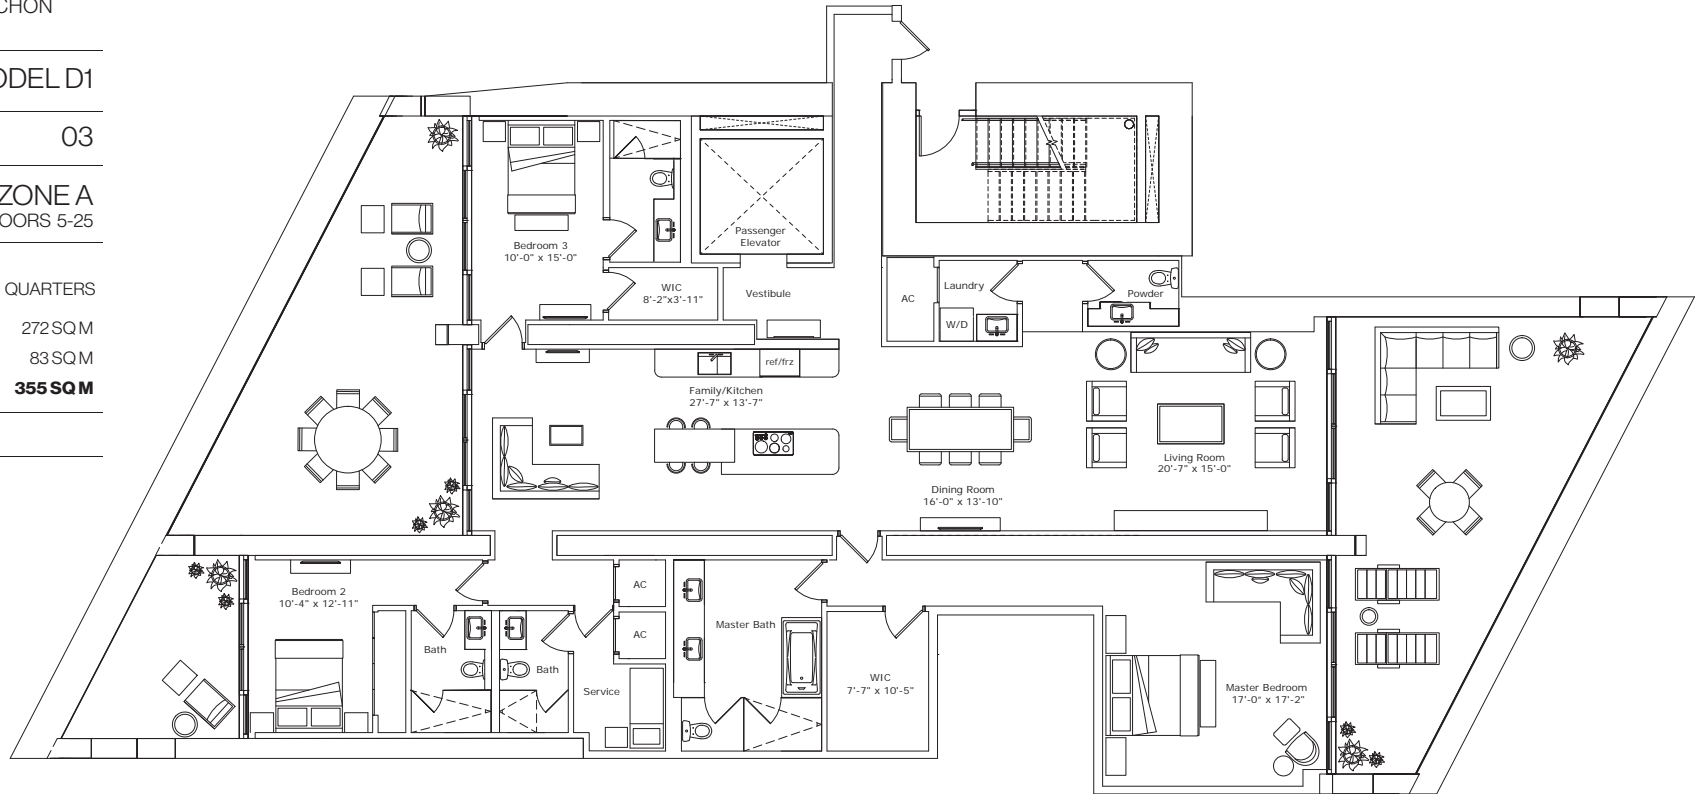 CHON
ODEL D1
03
ZONE A
OORS 5-25
QUARTERS
272 SQ M
83 SQ M
355 SQ M
Bedroom 3
10'-0" x 15'-0"
WIC
8'-2"x3'-11"
Passenger
Elevator
Vestibule
AC
Laundry
W/D
Powder
ref/frz
Family/Kitchen
27'-7" x 13'-7"
Living Room
20'-7" x 15'-0"
Dining Room
16'-0" x 13'-10"
Bedroom 2
10'-4" x 12'-11"
Bath
Bath
Service
AC
AC
Master Bath
WIC
7'-7" x 10'-5"
Master Bedroom
17'-0" x 17'-2"